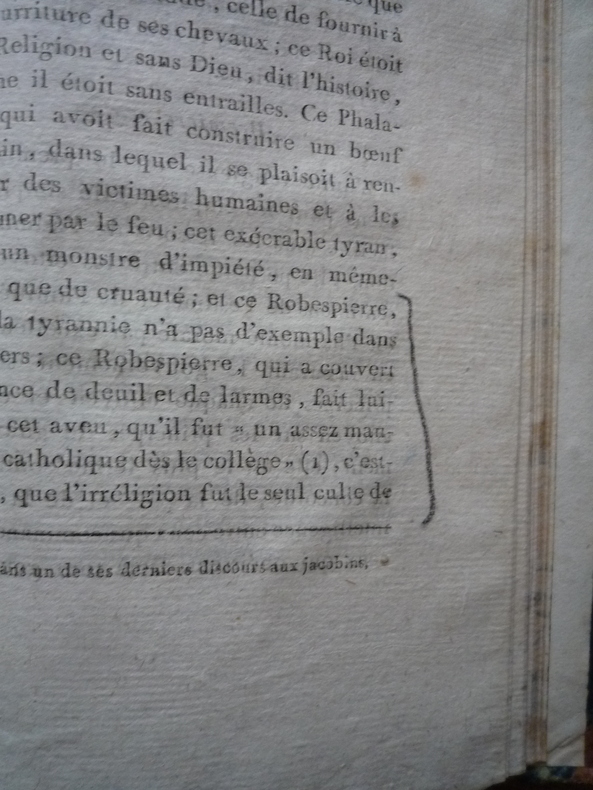 que
urriture de ses chevaux ; ce Roi étoit
Religion et sans Dieu, dit l'histoire,
ne il étoit sans entrailles. Ce Phala-
qui avoit fait construire un bœuf
in, dans lequel il se plaisoit à ren-
r des victimes humaines et à les
mer par le feu ; cet exécrable tyran,
un monstre d'impiété, en même-
que de cruauté ; et ce Robespierre,
la tyrannie n'a pas d'exemple dans
ers ; ce Robespierre, qui a couvert
nce de deuil et de larmes, fait lui-
cet aveu, qu'il fut « un assez mau-
catholique dès le collège » (1), c'est-
, que l'irréligion fut le seul culte de
ans un de ses derniers discours aux jacobins.